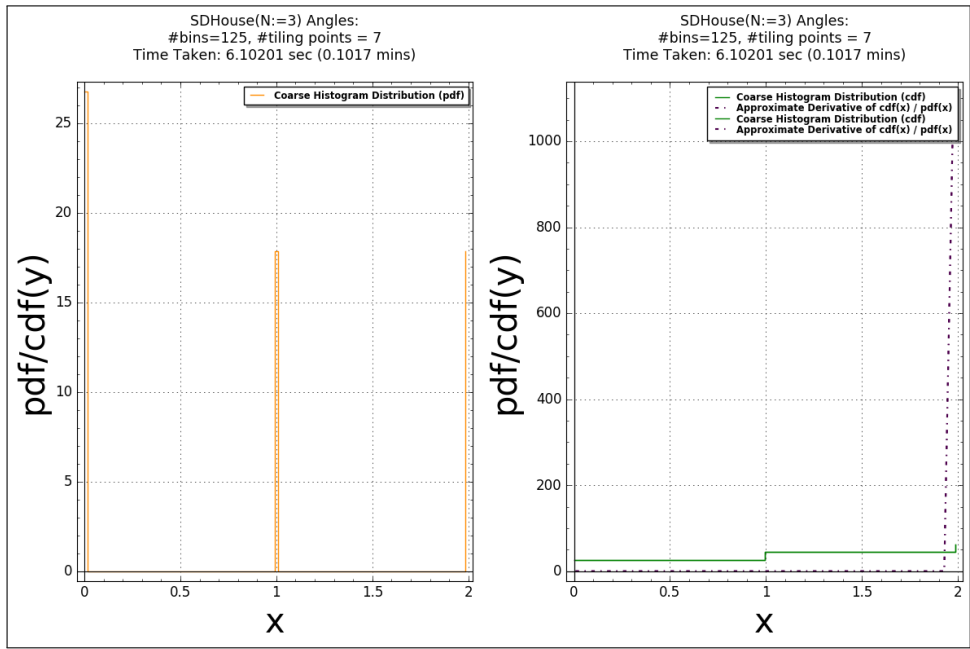 SDHouse(N:=3) Angles:
#bins=125, #tiling points = 7
Time Taken: 6.10201 sec (0.1017 mins)
Coarse Histogram Distribution (pdf)
25
20
15
10
5
0
0 0.5 1 1.5 2
pdf/cdf(y)
x
SDHouse(N:=3) Angles:
#bins=125, #tiling points = 7
Time Taken: 6.10201 sec (0.1017 mins)
Coarse Histogram Distribution (cdf)
Approximate Derivative of cdf(x) / pdf(x)
Coarse Histogram Distribution (cdf)
Approximate Derivative of cdf(x) / pdf(x)
1000
800
600
400
200
0
0 0.5 1 1.5 2
pdf/cdf(y)
x